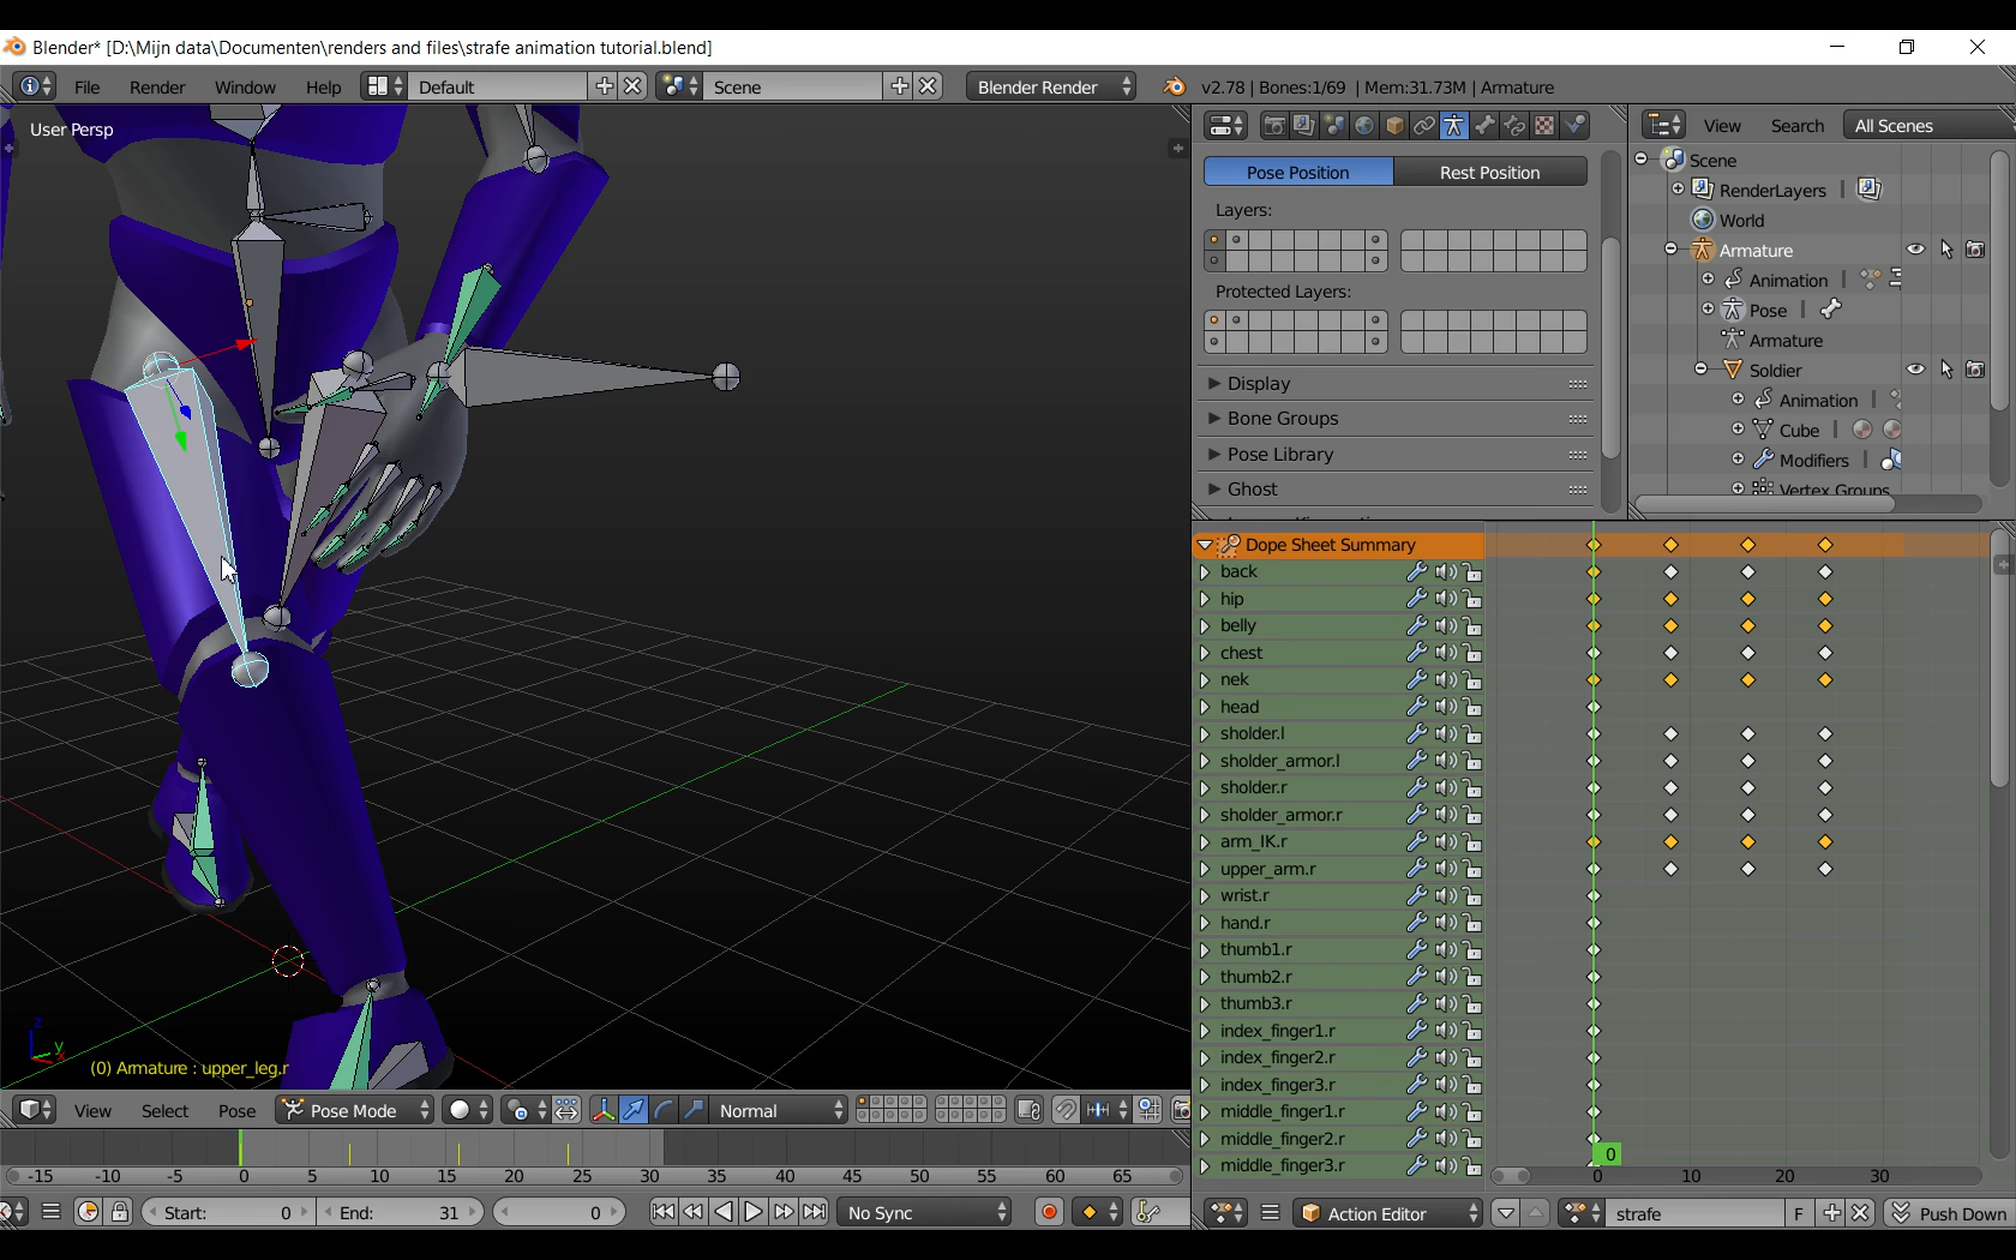 Blender* [D:\Mijn data\Documenten\renders and files\strafe animation tutorial.blend]
File Render Window Help Default Scene Blender Render v2.78 | Bones:1/69 | Mem:31.73M | Armature
User Persp
Pose Position Rest Position
Layers:
Protected Layers:
Display
Bone Groups
Pose Library
Ghost
View Search All Scenes
Scene
RenderLayers |
World
Armature
Animation |
Pose |
Armature
Soldier
Animation |
Cube |
Modifiers |
Vertex Groups
Dope Sheet Summary
back
hip
belly
chest
nek
head
sholder.l
sholder_armor.l
sholder.r
sholder_armor.r
arm_IK.r
upper_arm.r
wrist.r
hand.r
thumb1.r
thumb2.r
thumb3.r
index_finger1.r
index_finger2.r
index_finger3.r
middle_finger1.r
middle_finger2.r
middle_finger3.r
0
0 10 20 30
z
y
x
(0) Armature : upper_leg.r
View Select Pose Pose Mode Normal
-15 -10 -5 0 5 10 15 20 25 30 35 40 45 50 55 60 65
Start: 0 End: 31 0 No Sync
Action Editor strafe F Push Down